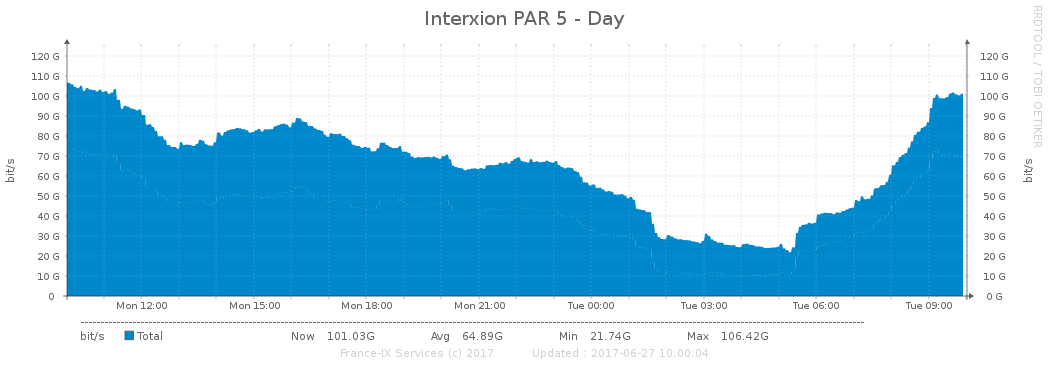 Interxion PAR 5 - Day
RRDTOOL / TOBI OETIKER
bit/s
120 G
110 G
100 G
90 G
80 G
70 G
60 G
50 G
40 G
30 G
20 G
10 G
0
120 G
110 G
100 G
90 G
80 G
70 G
60 G
50 G
40 G
30 G
20 G
10 G
0 G
bit/s
Mon 12:00 Mon 15:00 Mon 18:00 Mon 21:00 Tue 00:00 Tue 03:00 Tue 06:00 Tue 09:00
bit/s Total Now 101.03G Avg 64.89G Min 21.74G Max 106.42G
France-IX Services (c) 2017 Updated : 2017-06-27 10:00:04